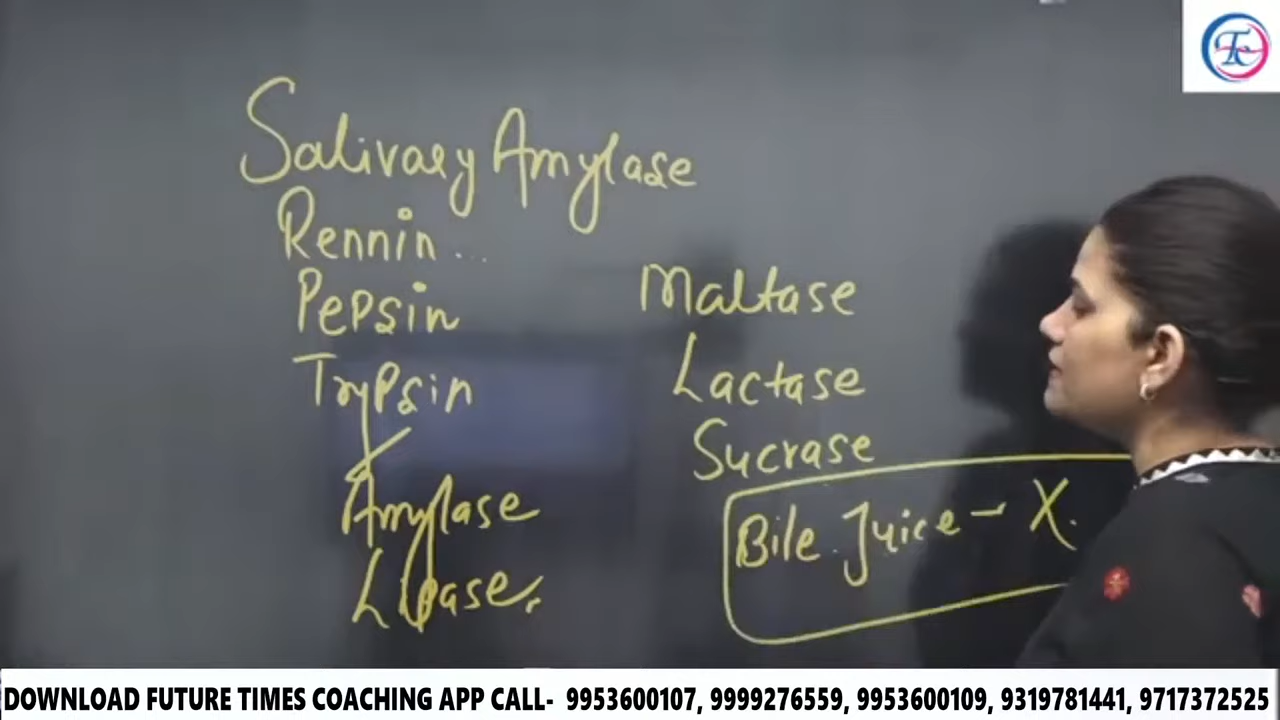 Salivary Amylase
Rennin...
Pepsin
Trypsin
Amylase
Lipase.
Maltase
Lactase
Sucrase
Bile Juice - X.
Tc
DOWNLOAD FUTURE TIMES COACHING APP CALL- 9953600107, 9999276559, 9953600109, 9319781441, 9717372525